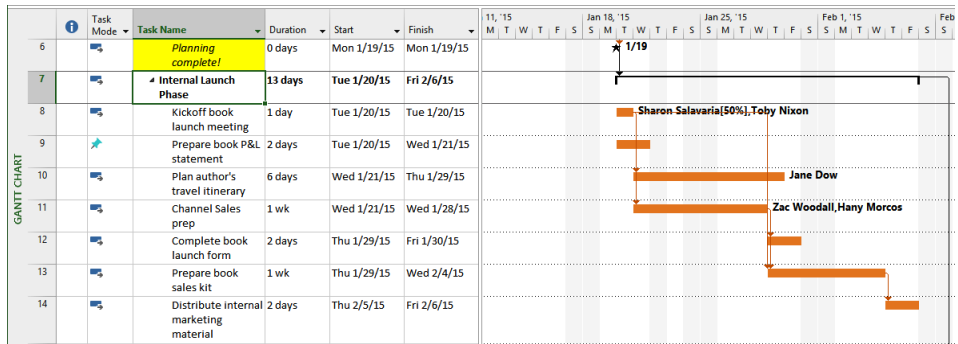 11, '15 Jan 18, '15 Jan 25, '15 Feb 1, '15 Feb
Task
Mode Task Name Duration Start Finish M T W T F S S M T W T F S S M T W T F S S M T W T F S S
6 Planning 0 days Mon 1/19/15 Mon 1/19/15 1/19
complete!
7 Internal Launch 13 days Tue 1/20/15 Fri 2/6/15
Phase
8 Kickoff book 1 day Tue 1/20/15 Tue 1/20/15 Sharon Salavaria[50%],Toby Nixon
launch meeting
9 Prepare book P&L 2 days Tue 1/20/15 Wed 1/21/15
statement
10 Plan author's 6 days Wed 1/21/15 Thu 1/29/15 Jane Dow
travel itinerary
11 Channel Sales 1 wk Wed 1/21/15 Wed 1/28/15 Zac Woodall,Hany Morcos
prep
12 Complete book 2 days Thu 1/29/15 Fri 1/30/15
launch form
13 Prepare book 1 wk Thu 1/29/15 Wed 2/4/15
sales kit
14 Distribute internal 2 days Thu 2/5/15 Fri 2/6/15
marketing
material
GANTT CHART